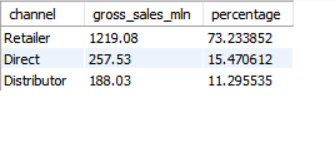 channel gross_sales_mln percentage
Retailer 1219.08 73.233852
Direct 257.53 15.470612
Distributor 188.03 11.295535